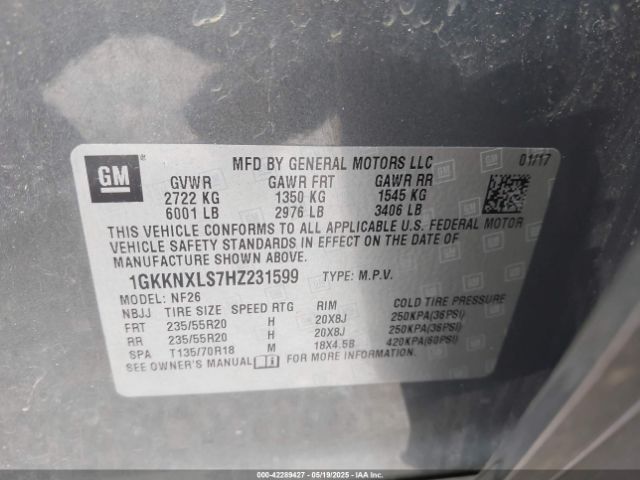 GM
MFD BY GENERAL MOTORS LLC 01/17
GVWR GAWR FRT GAWR RR
2722 KG 1350 KG 1545 KG
6001 LB 2976 LB 3406 LB
THIS VEHICLE CONFORMS TO ALL APPLICABLE U.S. FEDERAL MOTOR
VEHICLE SAFETY STANDARDS IN EFFECT ON THE DATE OF
MANUFACTURE SHOWN ABOVE.
1GKKNXLS7HZ231599 TYPE: M.P.V.
MODEL: NF26
NBJJ TIRE SIZE SPEED RTG RIM COLD TIRE PRESSURE
FRT 235/55R20 H 20X8J 250KPA(36PSI)
RR 235/55R20 H 20X8J 250KPA(36PSI)
SPA T135/70R18 M 18X4.5B 420KPA(60PSI)
SEE OWNER'S MANUAL FOR MORE INFORMATION.
000-42289427 - 05/19/2025 - IAAI.COM